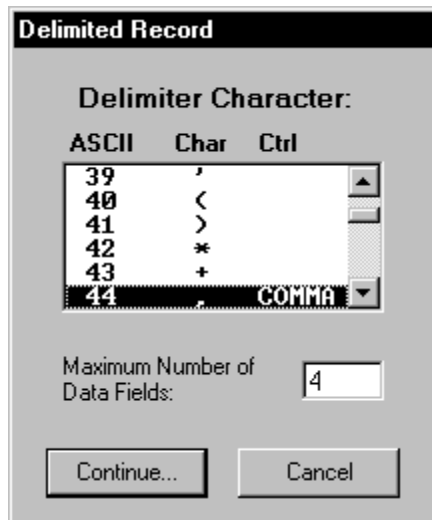 Delimited Record
Delimiter Character:
ASCII Char Ctrl
39 '
40 (
41 )
42 *
43 +
44 , COMMA
Maximum Number of
Data Fields:
4
Continue... Cancel